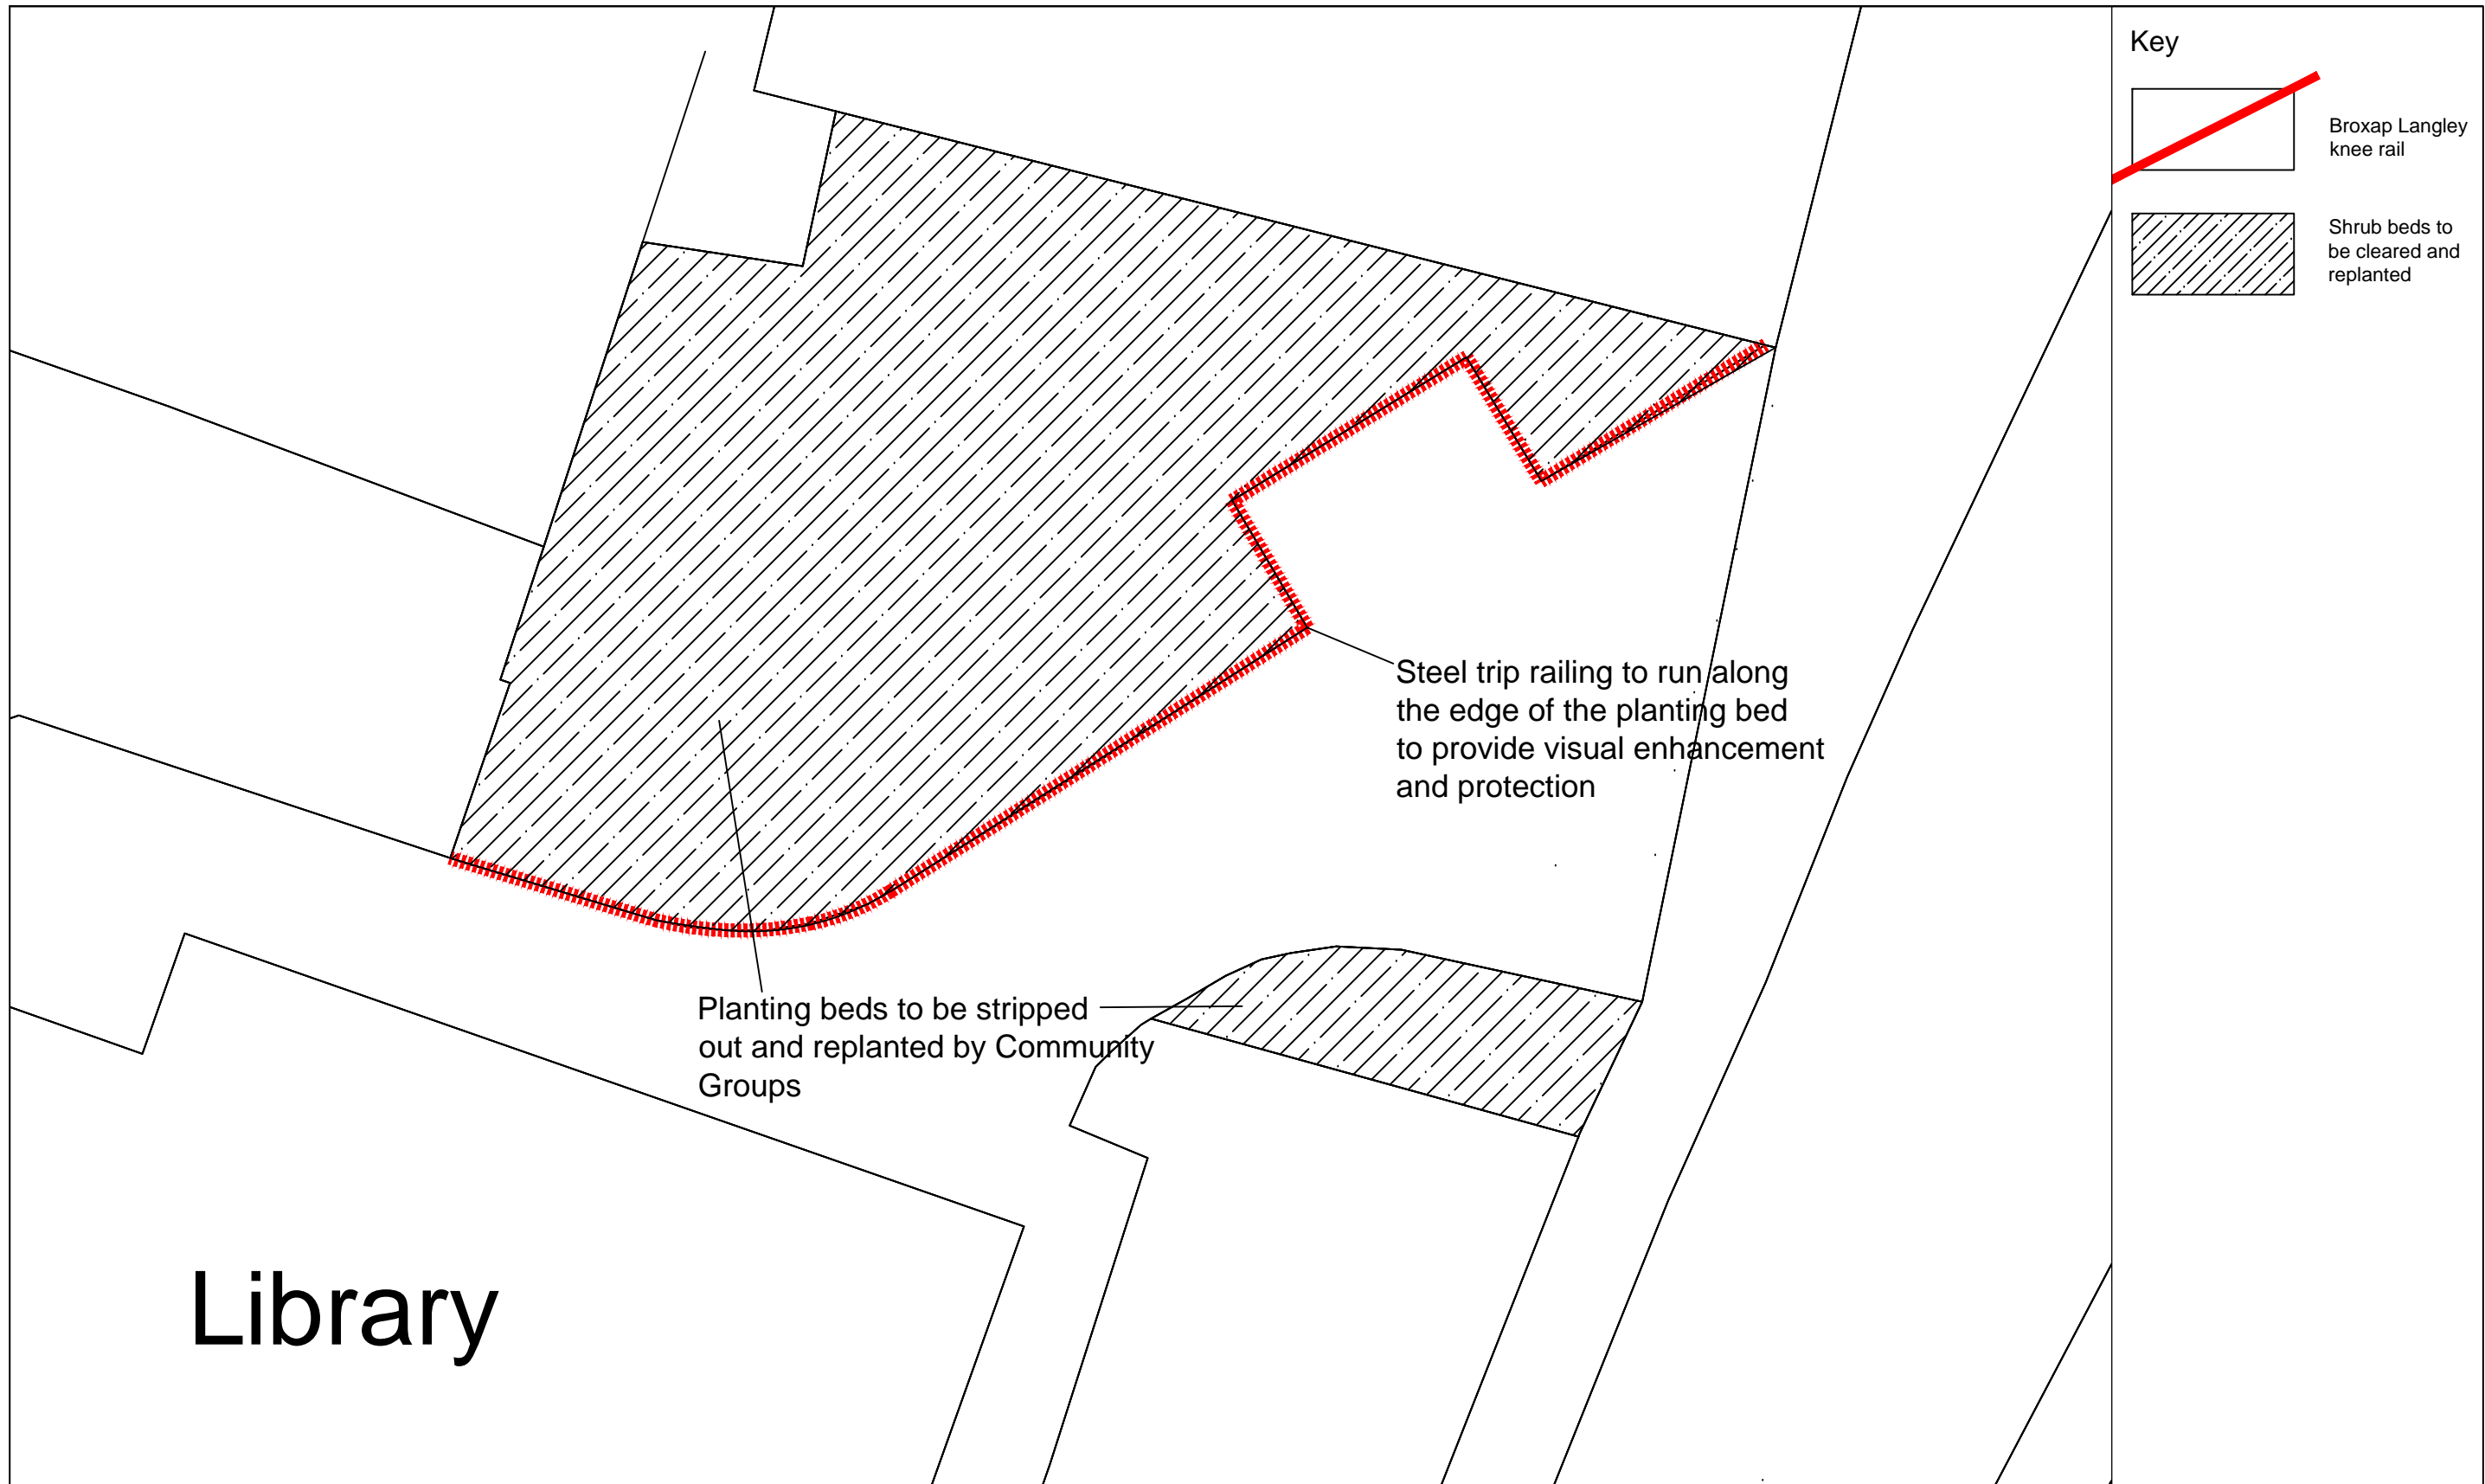 Key
Broxap Langley
knee rail
Shrub beds to
be cleared and
replanted
Steel trip railing to run along
the edge of the planting bed
to provide visual enhancement
and protection
Planting beds to be stripped
out and replanted by Community
Groups
Library